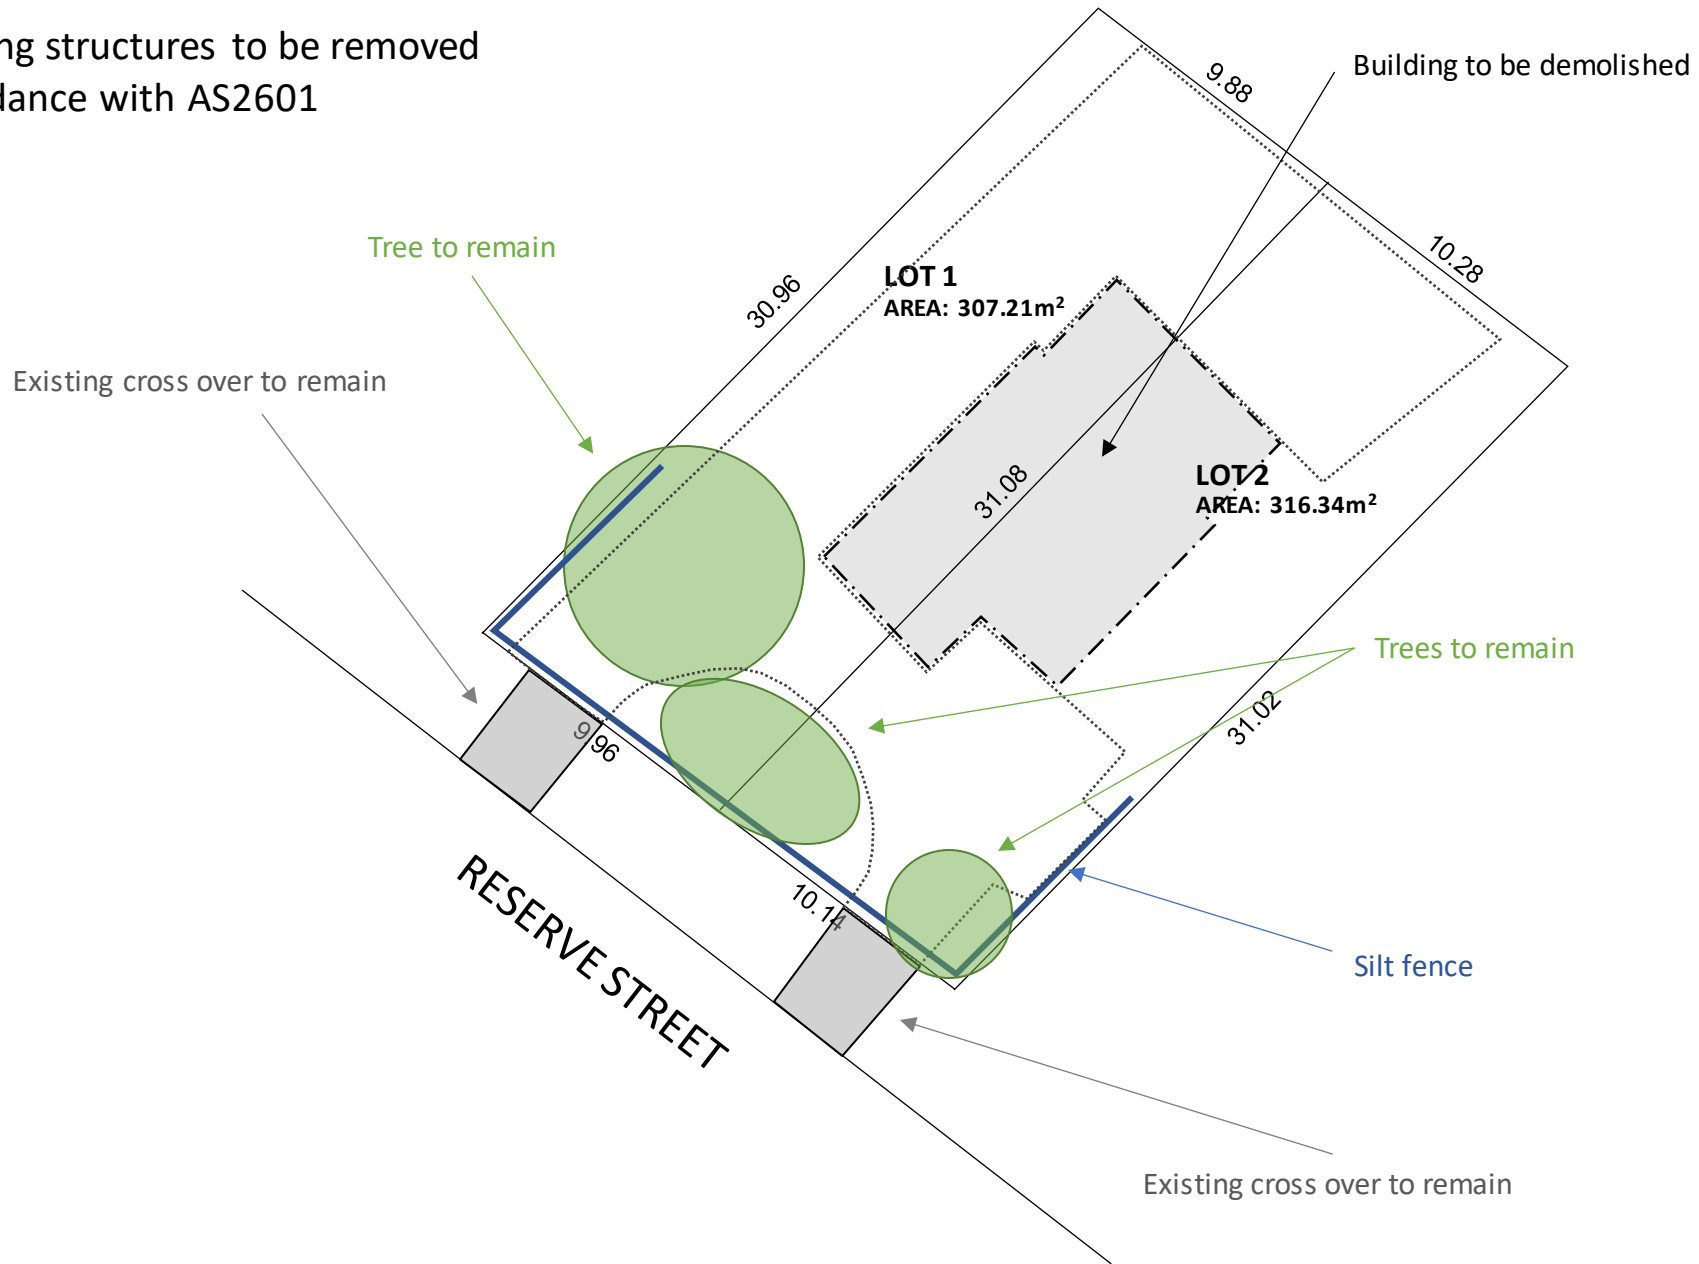 ng structures to be removed
dance with AS2601
Building to be demolished
9.88
10.28
Tree to remain
LOT 1
AREA: 307.21m²
30.96
Existing cross over to remain
31.08
LOT 2
AREA: 316.34m²
Trees to remain
31.02
9.96
10.14
RESERVE STREET
Silt fence
Existing cross over to remain